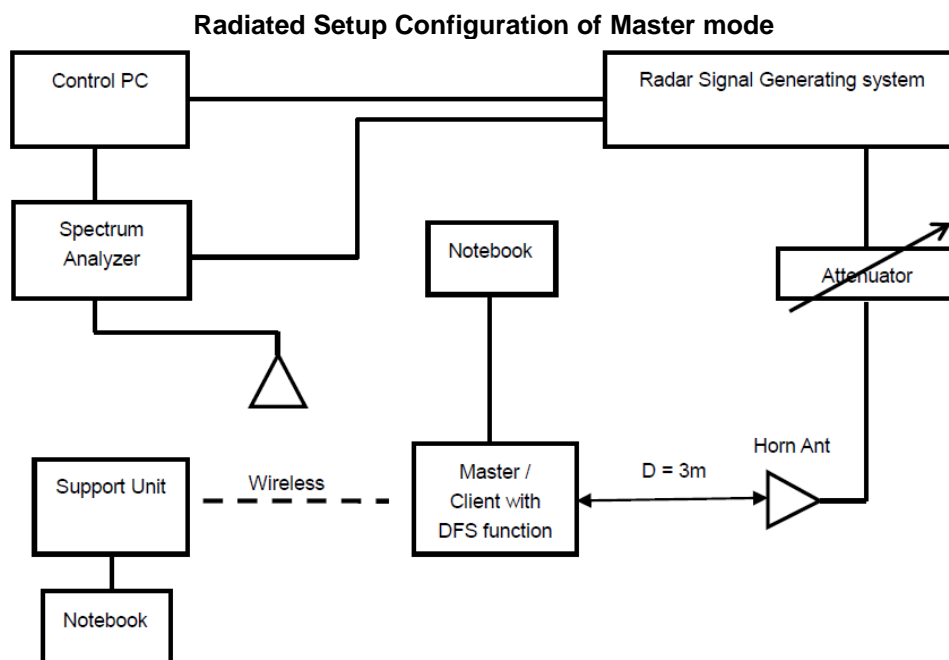 Radiated Setup Configuration of Master mode
Control PC
Radar Signal Generating system
Spectrum
Analyzer
Notebook
Attenuator
Horn Ant
Support Unit
Wireless
Master /
Client with
DFS function
D = 3m
Notebook